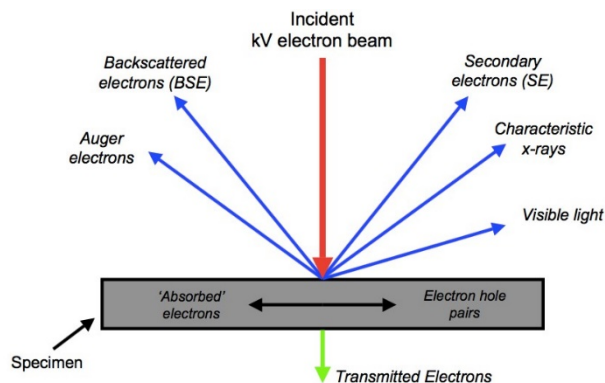 Incident
kV electron beam
Backscattered
electrons (BSE)
Secondary
electrons (SE)
Auger
electrons
Characteristic
x-rays
Visible light
‘Absorbed’
electrons
Electron hole
pairs
Specimen
Transmitted Electrons